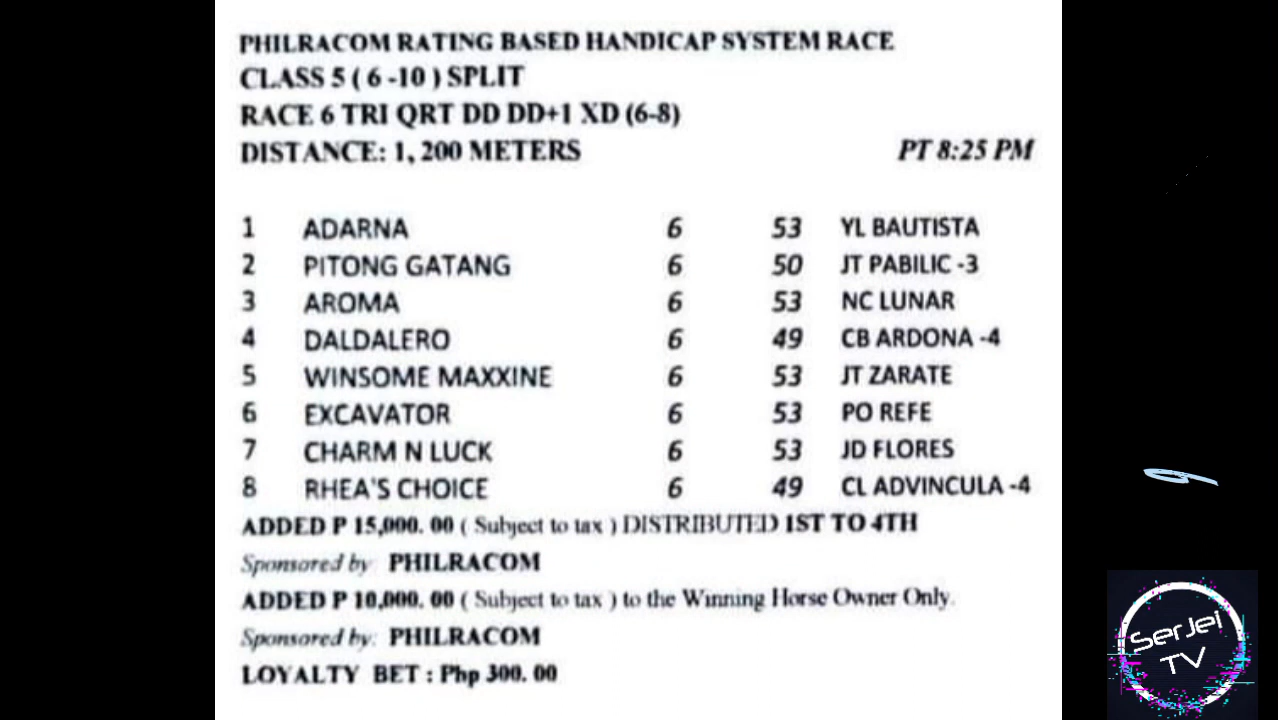 PHILRACOM RATING BASED HANDICAP SYSTEM RACE
CLASS 5 ( 6 -10 ) SPLIT
RACE 6 TRI QRT DD DD+1 XD (6-8)
DISTANCE: 1, 200 METERS PT 8:25 PM
1 ADARNA 6 53 YL BAUTISTA
2 PITONG GATANG 6 50 JT PABILIC -3
3 AROMA 6 53 NC LUNAR
4 DALDALERO 6 49 CB ARDONA -4
5 WINSOME MAXXINE 6 53 JT ZARATE
6 EXCAVATOR 6 53 PO REFE
7 CHARM N LUCK 6 53 JD FLORES
8 RHEA'S CHOICE 6 49 CL ADVINCULA -4
ADDED P 15,000. 00 ( Subject to tax ) DISTRIBUTED 1ST TO 4TH
Sponsored by: PHILRACOM
ADDED P 10,000. 00 ( Subject to tax ) to the Winning Horse Owner Only.
Sponsored by: PHILRACOM
LOYALTY BET : Php 300. 00
SerJei
TV